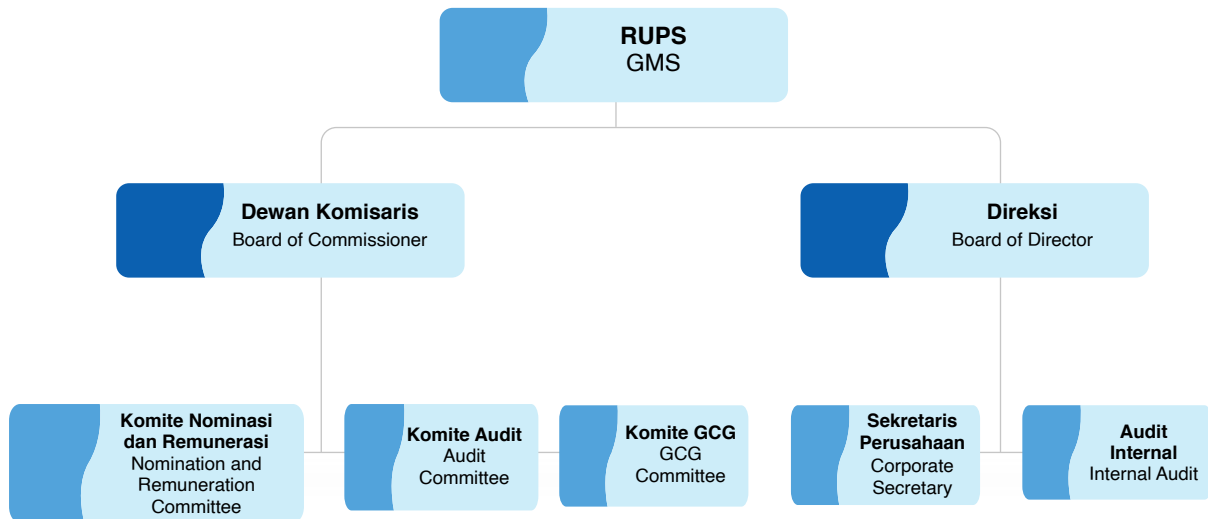 RUPS
GMS
Dewan Komisaris
Board of Commissioner
Direksi
Board of Director
Komite Nominasi
dan Remunerasi
Nomination and
Remuneration
Committee
Komite Audit
Audit
Committee
Komite GCG
GCG
Committee
Sekretaris
Perusahaan
Corporate
Secretary
Audit
Internal
Internal Audit